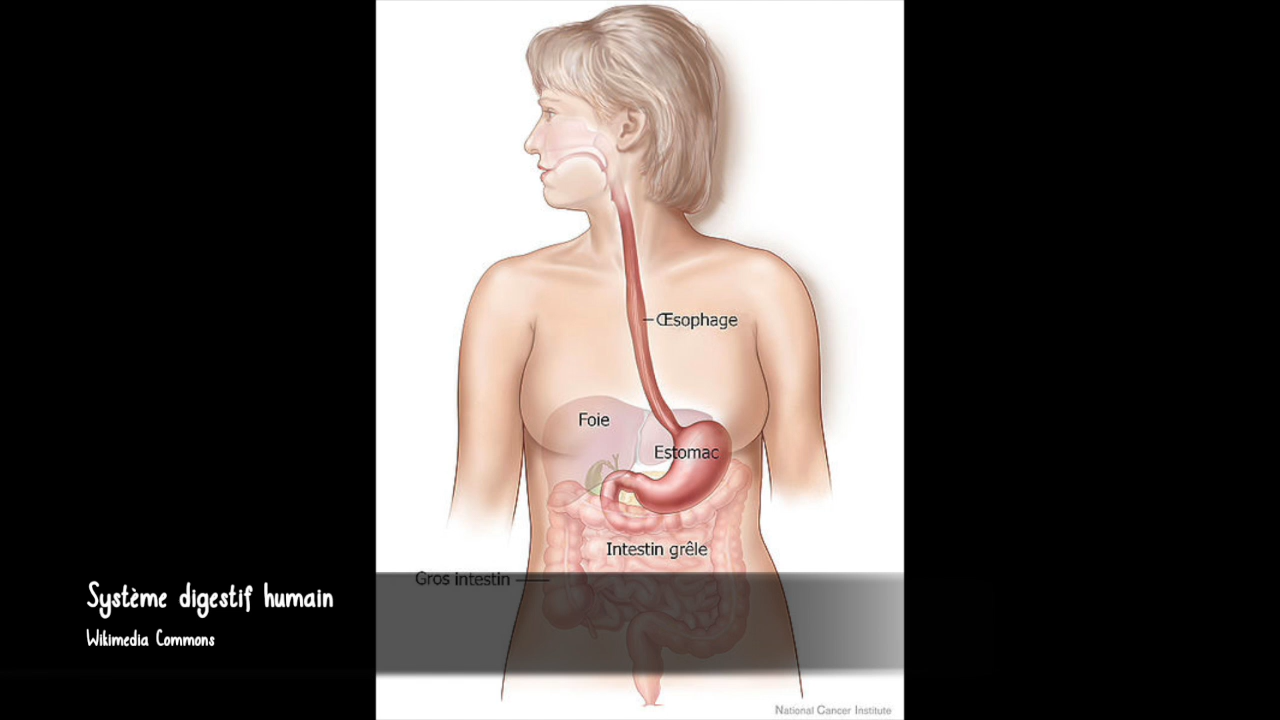 Œsophage
Foie
Estomac
Intestin grêle
Gros intestin
Système digestif humain
Wikimedia Commons
National Cancer Institute